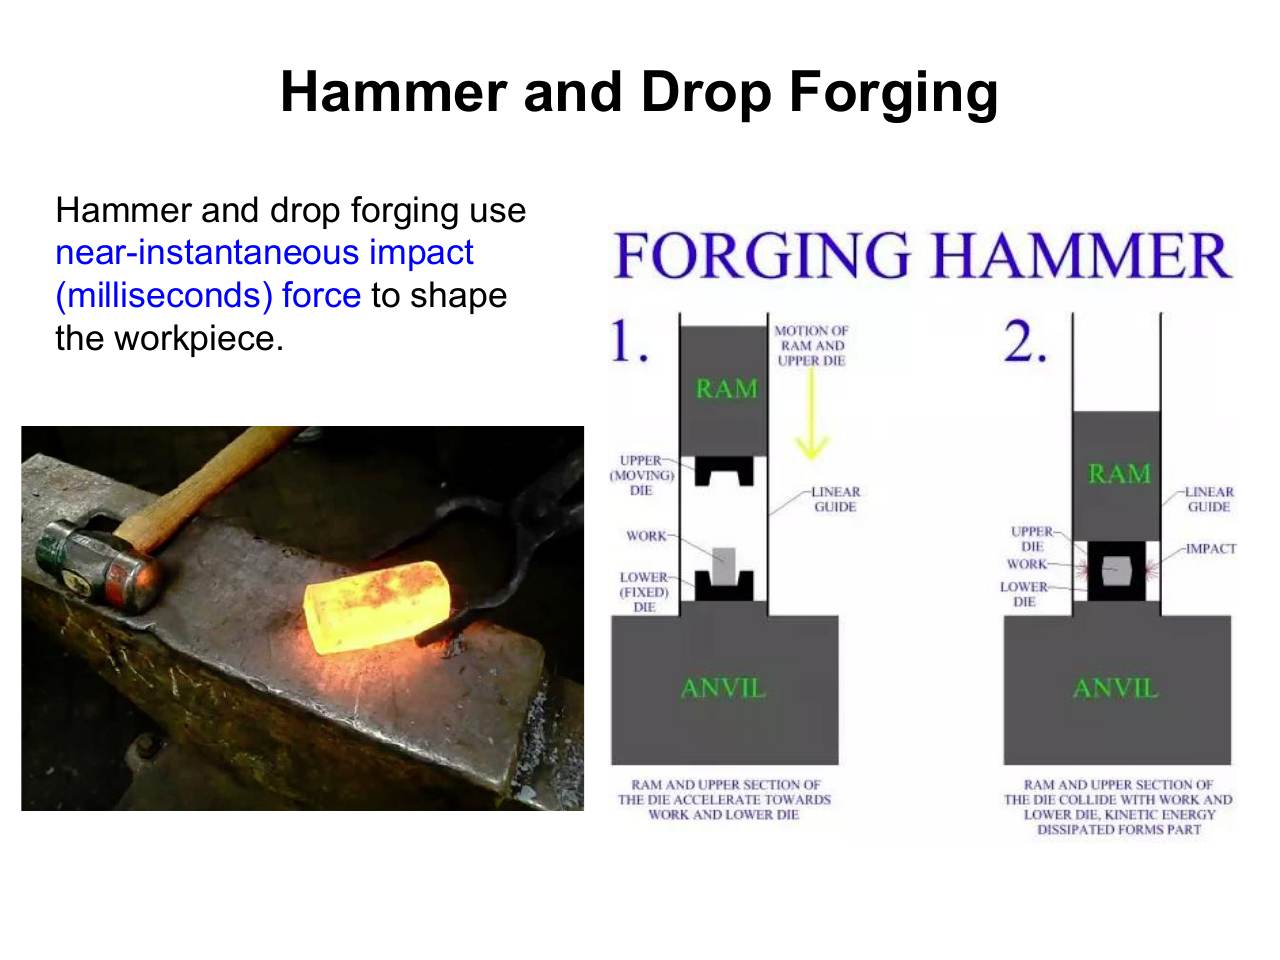 Hammer and Drop Forging
Hammer and drop forging use
near-instantaneous impact
(milliseconds) force to shape
the workpiece.
FORGING HAMMER
1.
MOTION OF
RAM AND
UPPER DIE
RAM
UPPER
(MOVING)
DIE
LINEAR
GUIDE
WORK
LOWER
(FIXED)
DIE
ANVIL
RAM AND UPPER SECTION OF
THE DIE ACCELERATE TOWARDS
WORK AND LOWER DIE
2.
RAM
LINEAR
GUIDE
UPPER
DIE
WORK
IMPACT
LOWER
DIE
ANVIL
RAM AND UPPER SECTION OF
THE DIE COLLIDE WITH WORK AND
LOWER DIE, KINETIC ENERGY
DISSIPATED FORMS PART